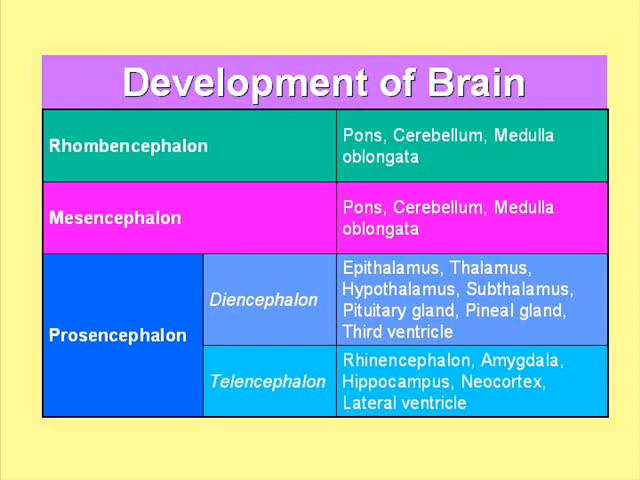 Development of Brain
Rhombencephalon
Pons, Cerebellum, Medulla
oblongata
Mesencephalon
Pons, Cerebellum, Medulla
oblongata
Prosencephalon
Diencephalon
Epithalamus, Thalamus,
Hypothalamus, Subthalamus,
Pituitary gland, Pineal gland,
Third ventricle
Telencephalon
Rhinencephalon, Amygdala,
Hippocampus, Neocortex,
Lateral ventricle